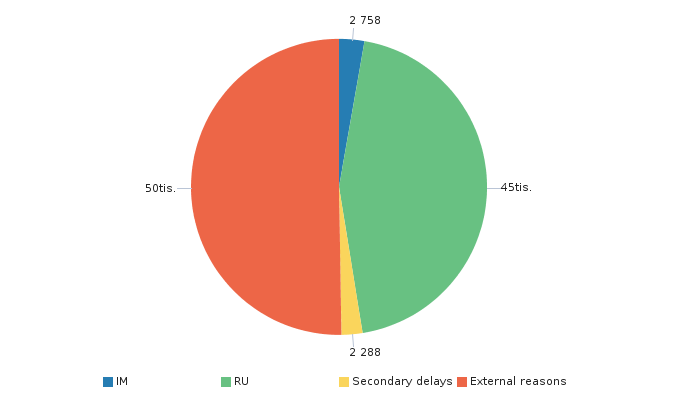 2 758
50tis.
45tis.
2 288
IM RU Secondary delays External reasons